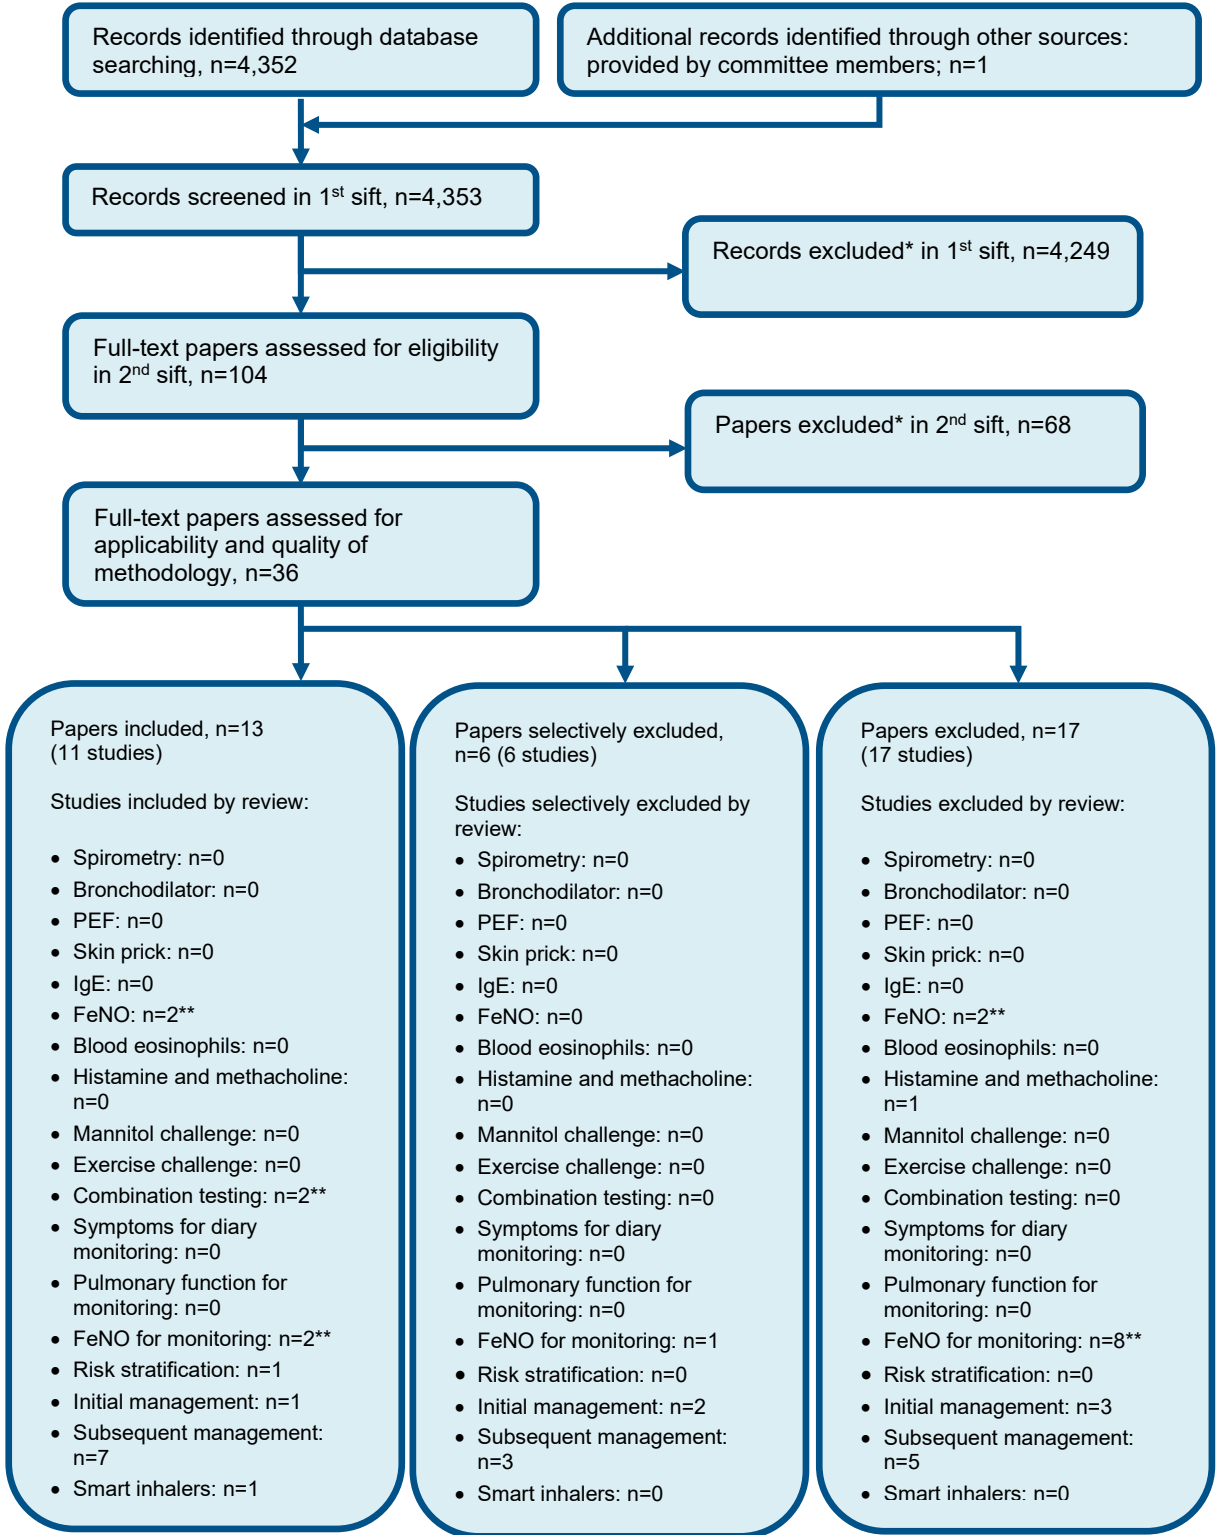 Records identified through database
searching, n=4,352
Additional records identified through other sources:
provided by committee members; n=1
Records screened in 1st sift, n=4,353
Records excluded* in 1st sift, n=4,249
Full-text papers assessed for eligibility
in 2nd sift, n=104
Papers excluded* in 2nd sift, n=68
Full-text papers assessed for
applicability and quality of
methodology, n=36
Papers included, n=13
(11 studies)
Studies included by review:
• Spirometry: n=0
• Bronchodilator: n=0
• PEF: n=0
• Skin prick: n=0
• IgE: n=0
• FeNO: n=2**
• Blood eosinophils: n=0
• Histamine and methacholine:
n=0
• Mannitol challenge: n=0
• Exercise challenge: n=0
• Combination testing: n=2**
• Symptoms for diary
monitoring: n=0
• Pulmonary function for
monitoring: n=0
• FeNO for monitoring: n=2**
• Risk stratification: n=1
• Initial management: n=1
• Subsequent management:
n=7
• Smart inhalers: n=1
Papers selectively excluded,
n=6 (6 studies)
Studies selectively excluded by
review:
• Spirometry: n=0
• Bronchodilator: n=0
• PEF: n=0
• Skin prick: n=0
• IgE: n=0
• FeNO: n=0
• Blood eosinophils: n=0
• Histamine and methacholine:
n=0
• Mannitol challenge: n=0
• Exercise challenge: n=0
• Combination testing: n=0
• Symptoms for diary
monitoring: n=0
• Pulmonary function for
monitoring: n=0
• FeNO for monitoring: n=1
• Risk stratification: n=0
• Initial management: n=2
• Subsequent management:
n=3
• Smart inhalers: n=0
Papers excluded, n=17
(17 studies)
Studies excluded by review:
• Spirometry: n=0
• Bronchodilator: n=0
• PEF: n=0
• Skin prick: n=0
• IgE: n=0
• FeNO: n=2**
• Blood eosinophils: n=0
• Histamine and methacholine:
n=1
• Mannitol challenge: n=0
• Exercise challenge: n=0
• Combination testing: n=0
• Symptoms for diary
monitoring: n=0
• Pulmonary function for
monitoring: n=0
• FeNO for monitoring: n=8**
• Risk stratification: n=0
• Initial management: n=3
• Subsequent management:
n=5
• Smart inhalers: n=0